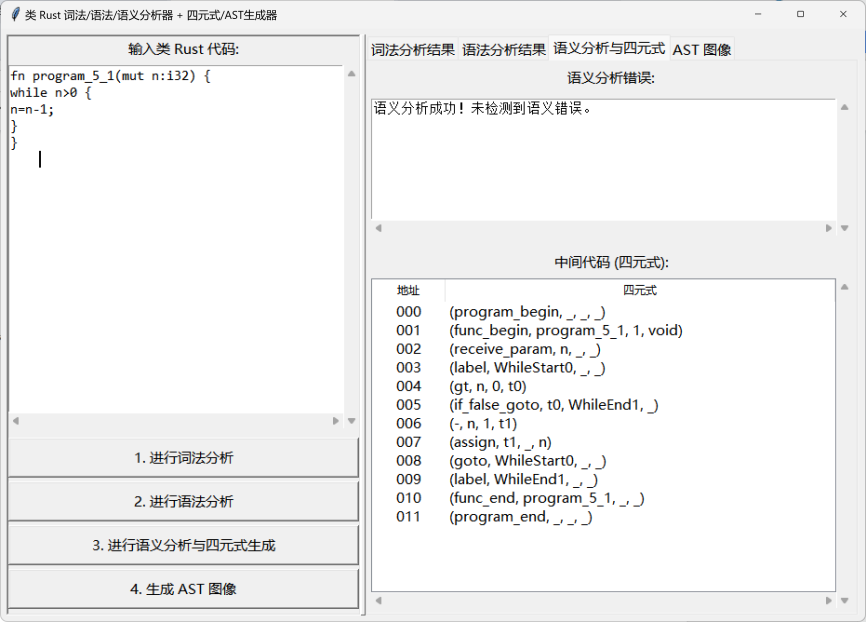 类 Rust 词法/语法/语义分析器 + 四元式/AST生成器
输入类 Rust 代码:
fn program_5_1(mut n:i32) {
while n>0 {
n=n-1;
}
}
1. 进行词法分析
2. 进行语法分析
3. 进行语义分析与四元式生成
4. 生成 AST 图像
词法分析结果 语法分析结果 语义分析与四元式 AST 图像
语义分析错误:
语义分析成功！未检测到语义错误。
中间代码 (四元式):
地址 四元式
000 (program_begin, _, _, _)
001 (func_begin, program_5_1, 1, void)
002 (receive_param, n, _, _)
003 (label, WhileStart0, _, _)
004 (gt, n, 0, t0)
005 (if_false_goto, t0, WhileEnd1, _)
006 (-, n, 1, t1)
007 (assign, t1, _, n)
008 (goto, WhileStart0, _, _)
009 (label, WhileEnd1, _, _)
010 (func_end, program_5_1, _, _)
011 (program_end, _, _, _)